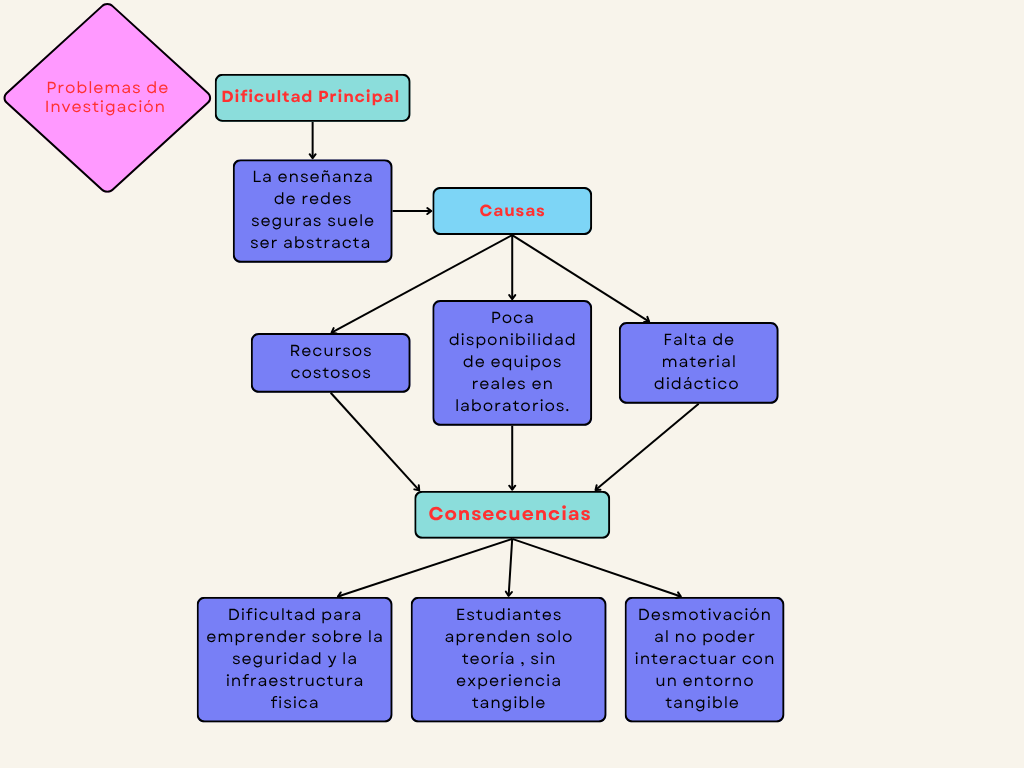 Problemas de
Investigación
Dificultad Principal
La enseñanza
de redes
seguras suele
ser abstracta
Causas
Recursos
costosos
Poca
disponibilidad
de equipos
reales en
laboratorios.
Falta de
material
didáctico
Consecuencias
Dificultad para
emprender sobre la
seguridad y la
infraestructura
fisica
Estudiantes
aprenden solo
teoría , sin
experiencia
tangible
Desmotivación
al no poder
interactuar con
un entorno
tangible